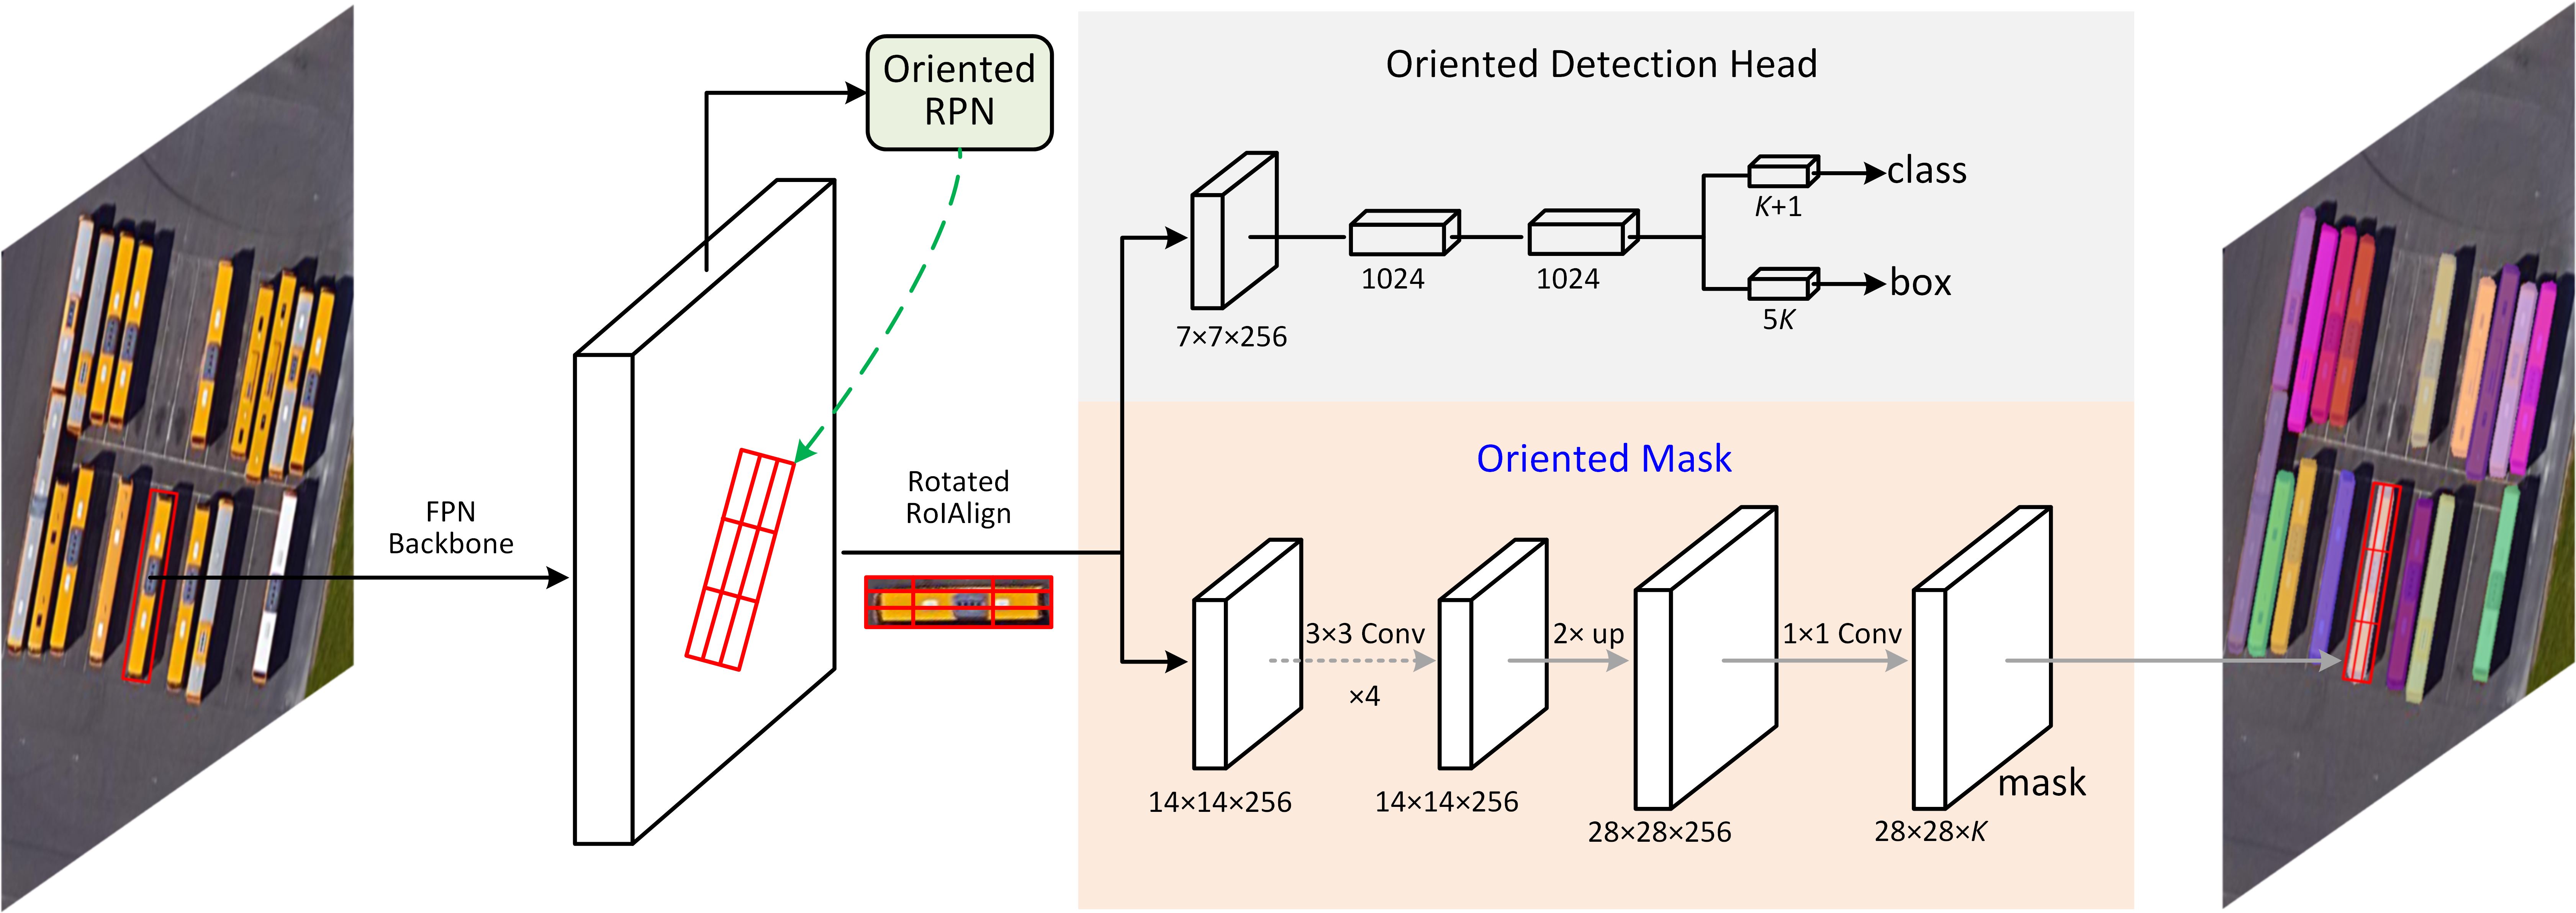 Oriented
RPN
FPN
Backbone
Rotated
RoIAlign
Oriented Detection Head
7×7×256
1024
1024
K+1
class
5K
box
Oriented Mask
3×3 Conv
×4
2× up
1×1 Conv
14×14×256
14×14×256
28×28×256
28×28×K
mask